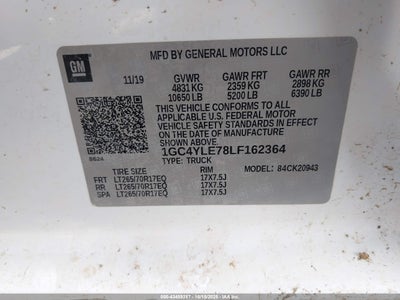 GM
MFD BY GENERAL MOTORS LLC
11/19 GVWR GAWR FRT GAWR RR
4831 KG 2359 KG 2898 KG
10650 LB 5200 LB 6390 LB
THIS VEHICLE CONFORMS TO ALL
APPLICABLE U.S. FEDERAL MOTOR
VEHICLE SAFETY STANDARDS IN
EFFECT ON THE DATE OF MANUFACTURE
SHOWN ABOVE.
1GC4YLE78LF162364
TYPE: TRUCK
TIRE SIZE RIM 84CK20943
FRT LT265/70R17EQ 17X7.5J
RR LT265/70R17EQ 17X7.5J
SPA LT265/70R17EQ 17X7.5J